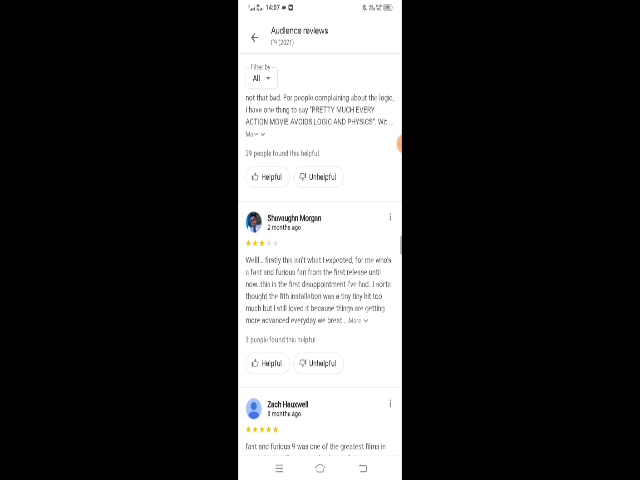 14:07
Audience reviews
F9 (2021)
Filter by
All
not that bad. For people complaining about the logic,
I have one thing to say "PRETTY MUCH EVERY
ACTION MOVIE AVOIDS LOGIC AND PHYSICS". Wit...
More
19 people found this helpful.
Helpful
Unhelpful
Shavaughn Morgan
2 months ago
Welll... firstly this isn't what I expected, for me who's
a fast and furious fan from the first release until
now..this is the first disappointment I've had. I sorta
thought the 8th installation was a tiny tiny bit too
much but I still loved it because things are getting
more advanced everyday we breat ...More
3 people found this helpful.
Helpful
Unhelpful
Zach Hauxwell
3 months ago
fast and furious 9 was one of the greatest films in